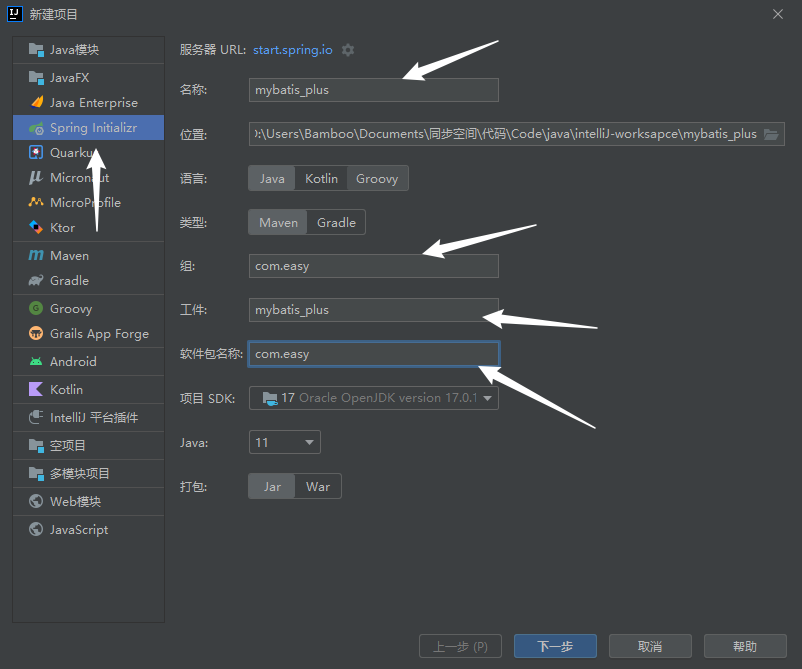 新建项目
Java模块
JavaFX
Java Enterprise
Spring Initializr
Quarku
Micronaut
MicroProfile
Ktor
Maven
Gradle
Groovy
Grails App Forge
Android
Kotlin
IntelliJ 平台插件
空项目
多模块项目
Web模块
JavaScript
服务器 URL: start.spring.io
名称: mybatis_plus
位置: :\Users\Bamboo\Documents\同步空间\代码\Code\java\intelliJ-worksapce\mybatis_plus
语言: Java Kotlin Groovy
类型: Maven Gradle
组: com.easy
工件: mybatis_plus
软件包名称: com.easy
项目 SDK: 17 Oracle OpenJDK version 17.0.1
Java: 11
打包: Jar War
上一步 (P) 下一步 取消 帮助